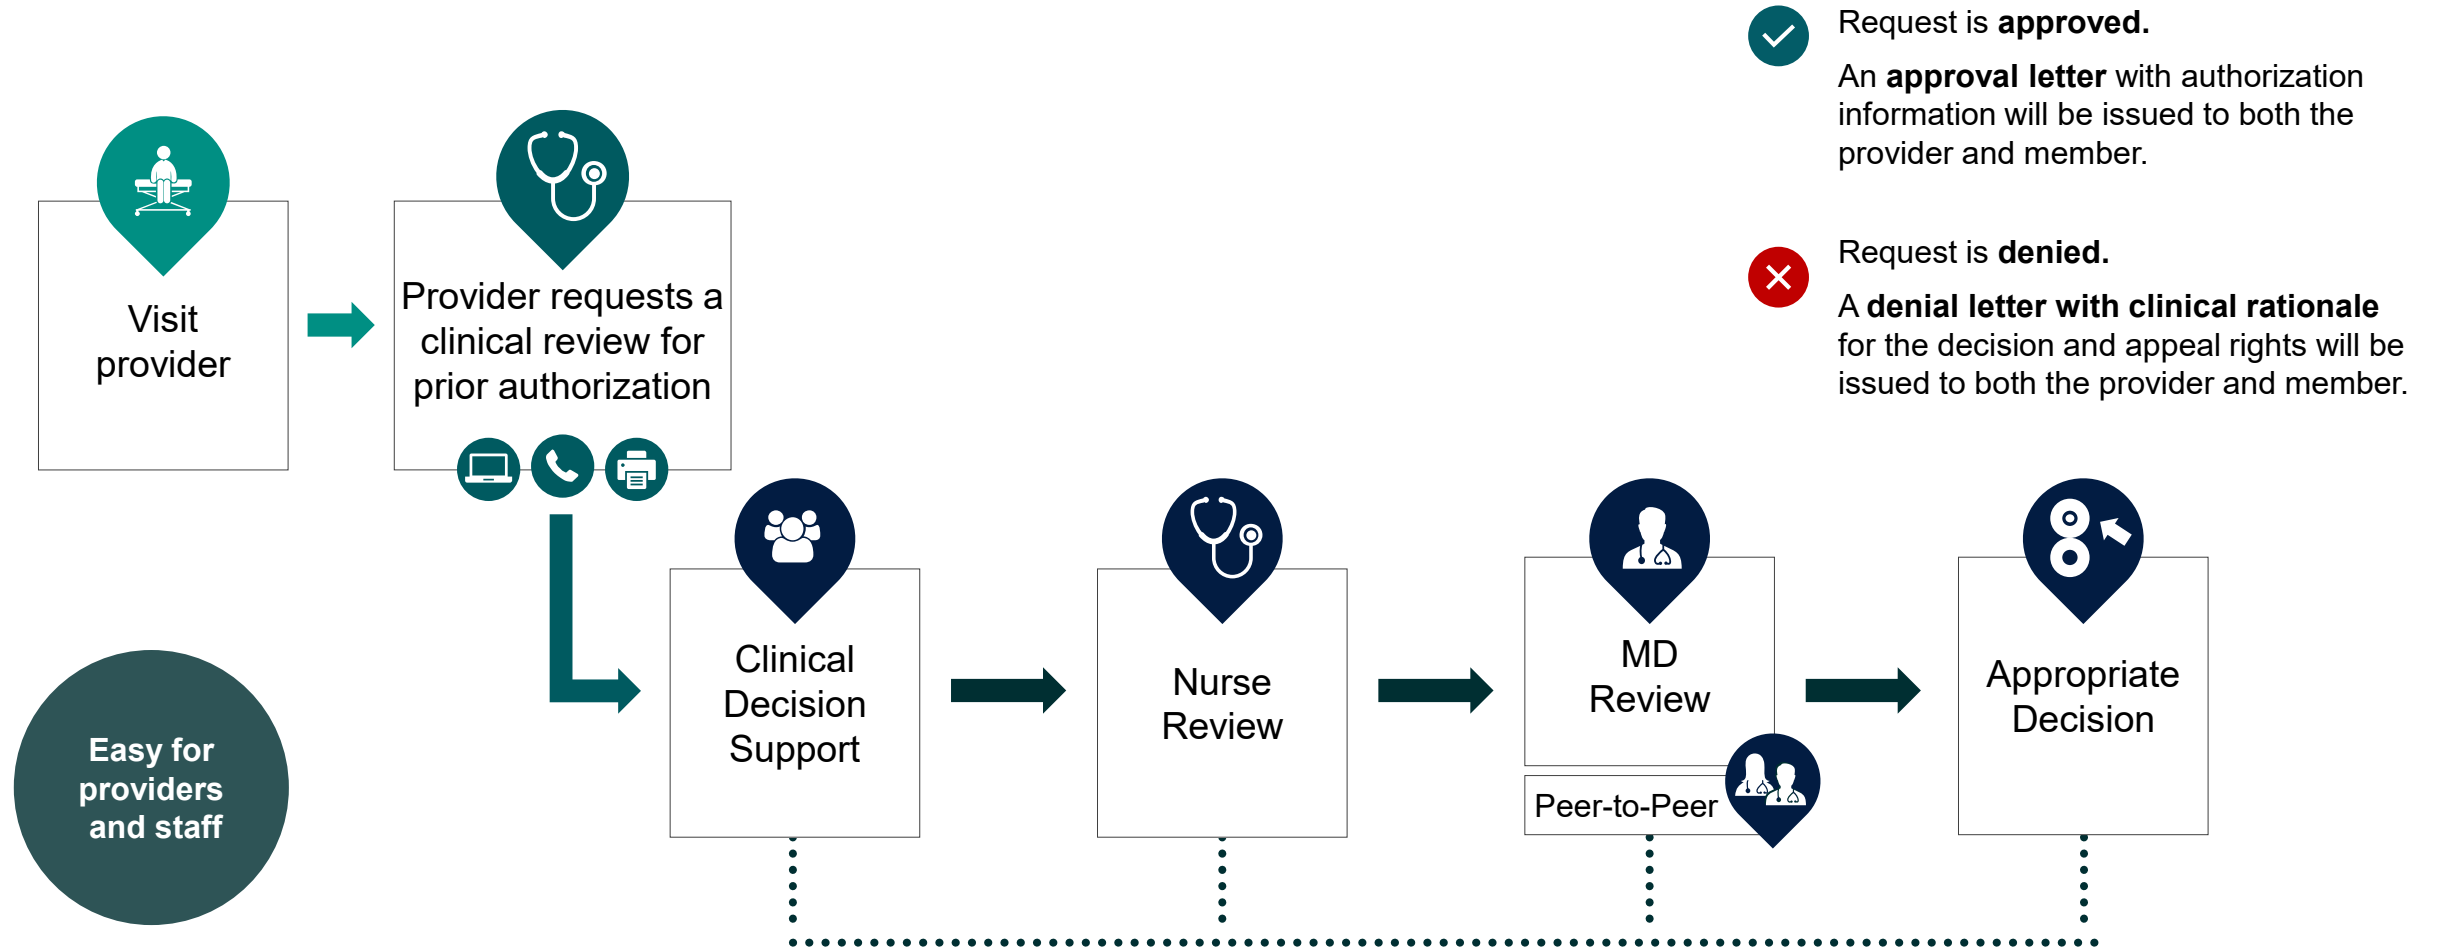 Request is approved.
An approval letter with authorization
information will be issued to both the
provider and member.
Request is denied.
A denial letter with clinical rationale
for the decision and appeal rights will be
issued to both the provider and member.
Visit
provider
Provider requests a
clinical review for
prior authorization
Clinical
Decision
Support
Nurse
Review
MD
Review
Peer-to-Peer
Appropriate
Decision
Easy for
providers
and staff